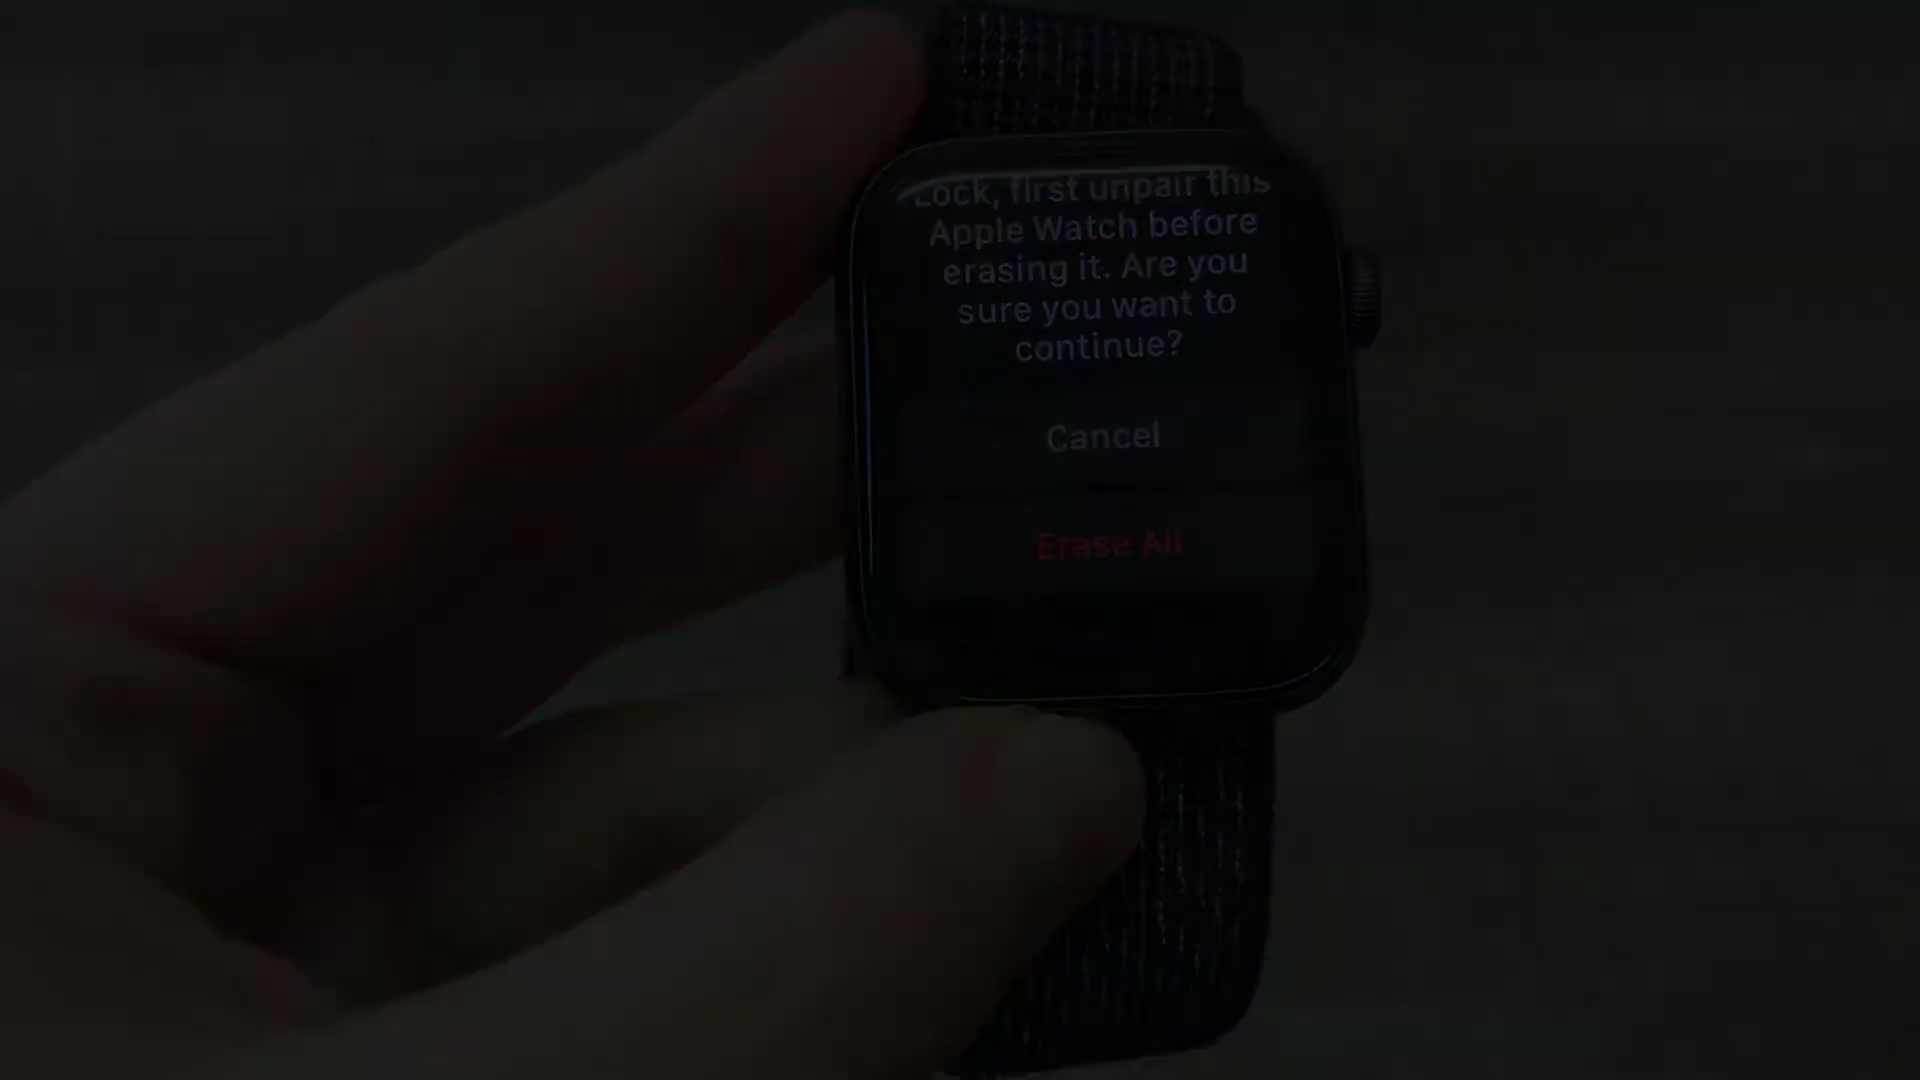 Lock, first unpair this
Apple Watch before
erasing it. Are you
sure you want to
continue?
Cancel
Erase All